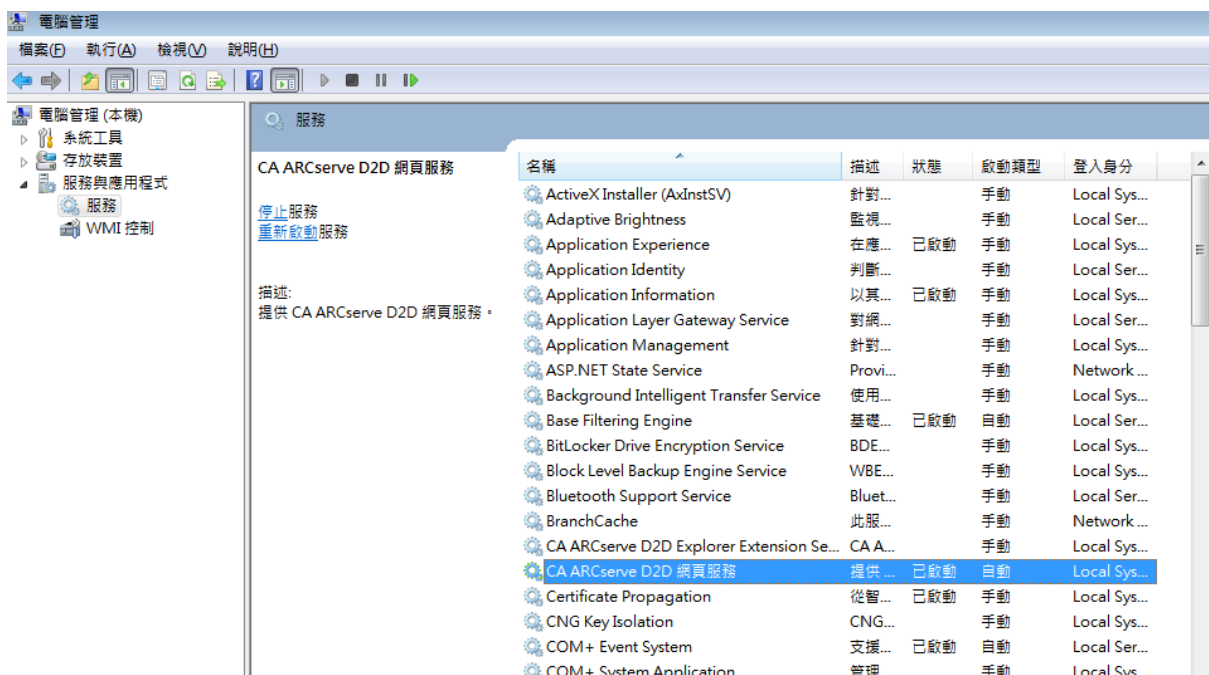 電腦管理
檔案(F) 執行(A) 檢視(V) 說明(H)
電腦管理 (本機)
系統工具
存放裝置
服務與應用程式
服務
WMI 控制
服務
CA ARCserve D2D 網頁服務
停止服務
重新啟動服務
描述:
提供 CA ARCserve D2D 網頁服務。
名稱 描述 狀態 啟動類型 登入身分
ActiveX Installer (AxInstSV) 針對... 手動 Local Sys...
Adaptive Brightness 監視... 手動 Local Ser...
Application Experience 在應... 已啟動 手動 Local Sys...
Application Identity 判斷... 手動 Local Ser...
Application Information 以其... 已啟動 手動 Local Sys...
Application Layer Gateway Service 對網... 手動 Local Ser...
Application Management 針對... 手動 Local Sys...
ASP.NET State Service Provi... 手動 Network ...
Background Intelligent Transfer Service 使用... 手動 Local Sys...
Base Filtering Engine 基礎... 已啟動 自動 Local Ser...
BitLocker Drive Encryption Service BDE... 手動 Local Sys...
Block Level Backup Engine Service WBE... 手動 Local Sys...
Bluetooth Support Service Bluet... 手動 Local Ser...
BranchCache 此服... 手動 Network ...
CA ARCserve D2D Explorer Extension Se... CA A... 手動 Local Sys...
CA ARCserve D2D 網頁服務 提供 ... 已啟動 自動 Local Sys...
Certificate Propagation 從智... 已啟動 手動 Local Sys...
CNG Key Isolation CNG... 手動 Local Sys...
COM+ Event System 支援... 已啟動 自動 Local Ser...
COM+ System Application 管理... 手動 Local Sys...